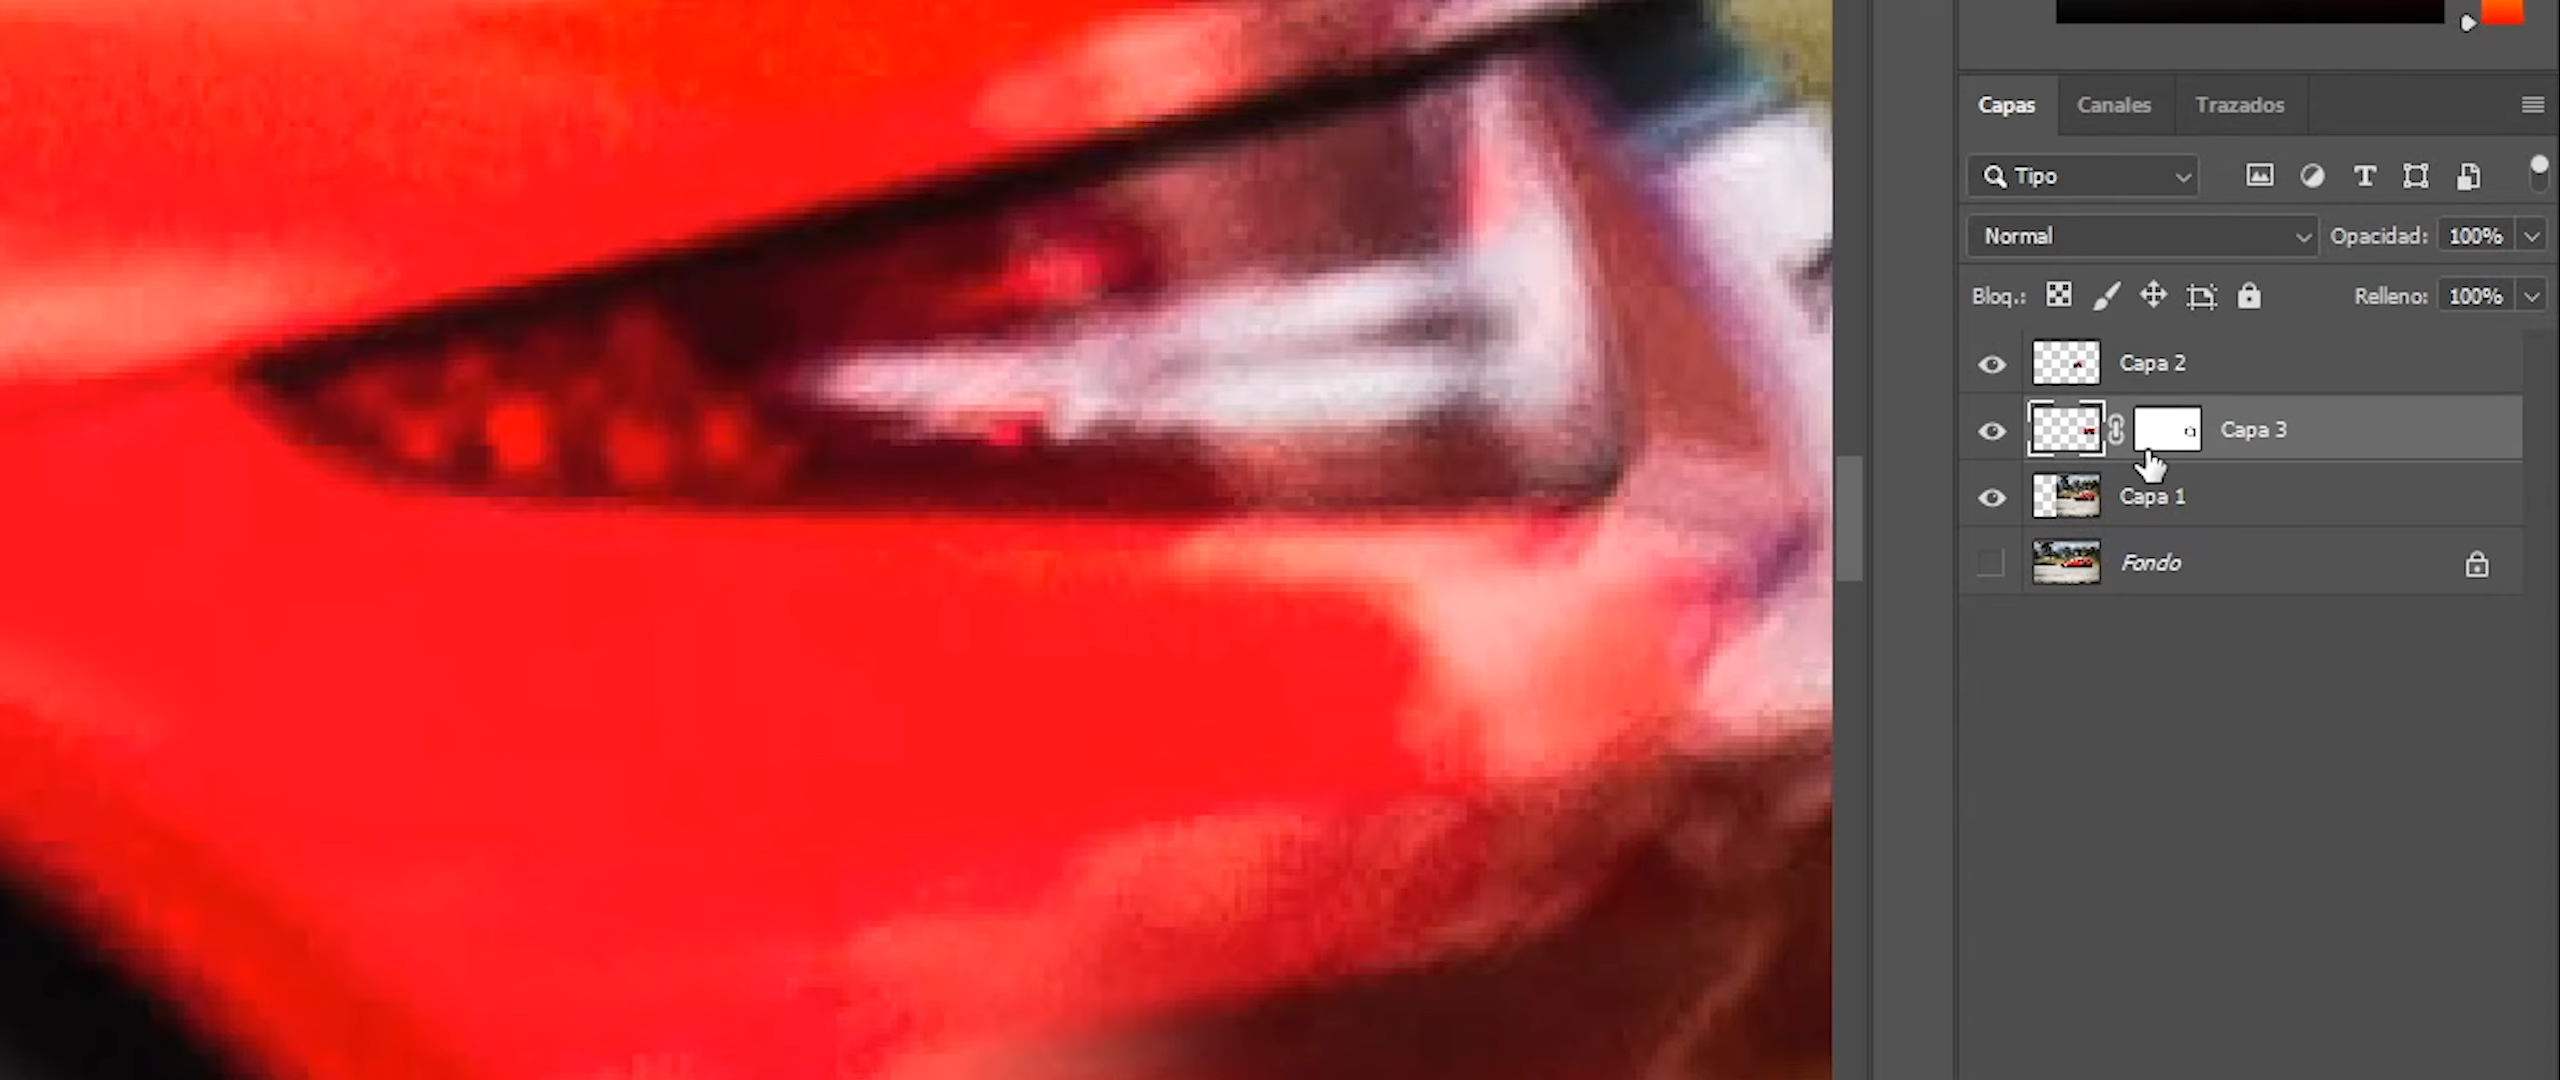 Capas Canales Trazados
Tipo
Normal Opacidad: 100%
Bloq.: Relleno: 100%
Capa 2
Capa 3
Capa 1
Fondo